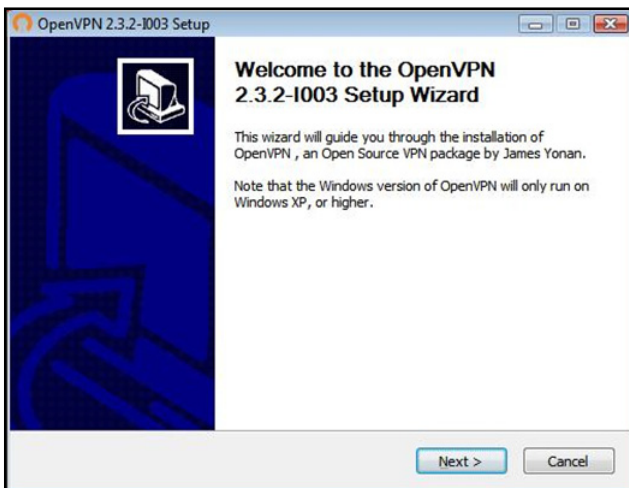 OpenVPN 2.3.2-I003 Setup
Welcome to the OpenVPN
2.3.2-I003 Setup Wizard
This wizard will guide you through the installation of
OpenVPN , an Open Source VPN package by James Yonan.
Note that the Windows version of OpenVPN will only run on
Windows XP, or higher.
Next >
Cancel